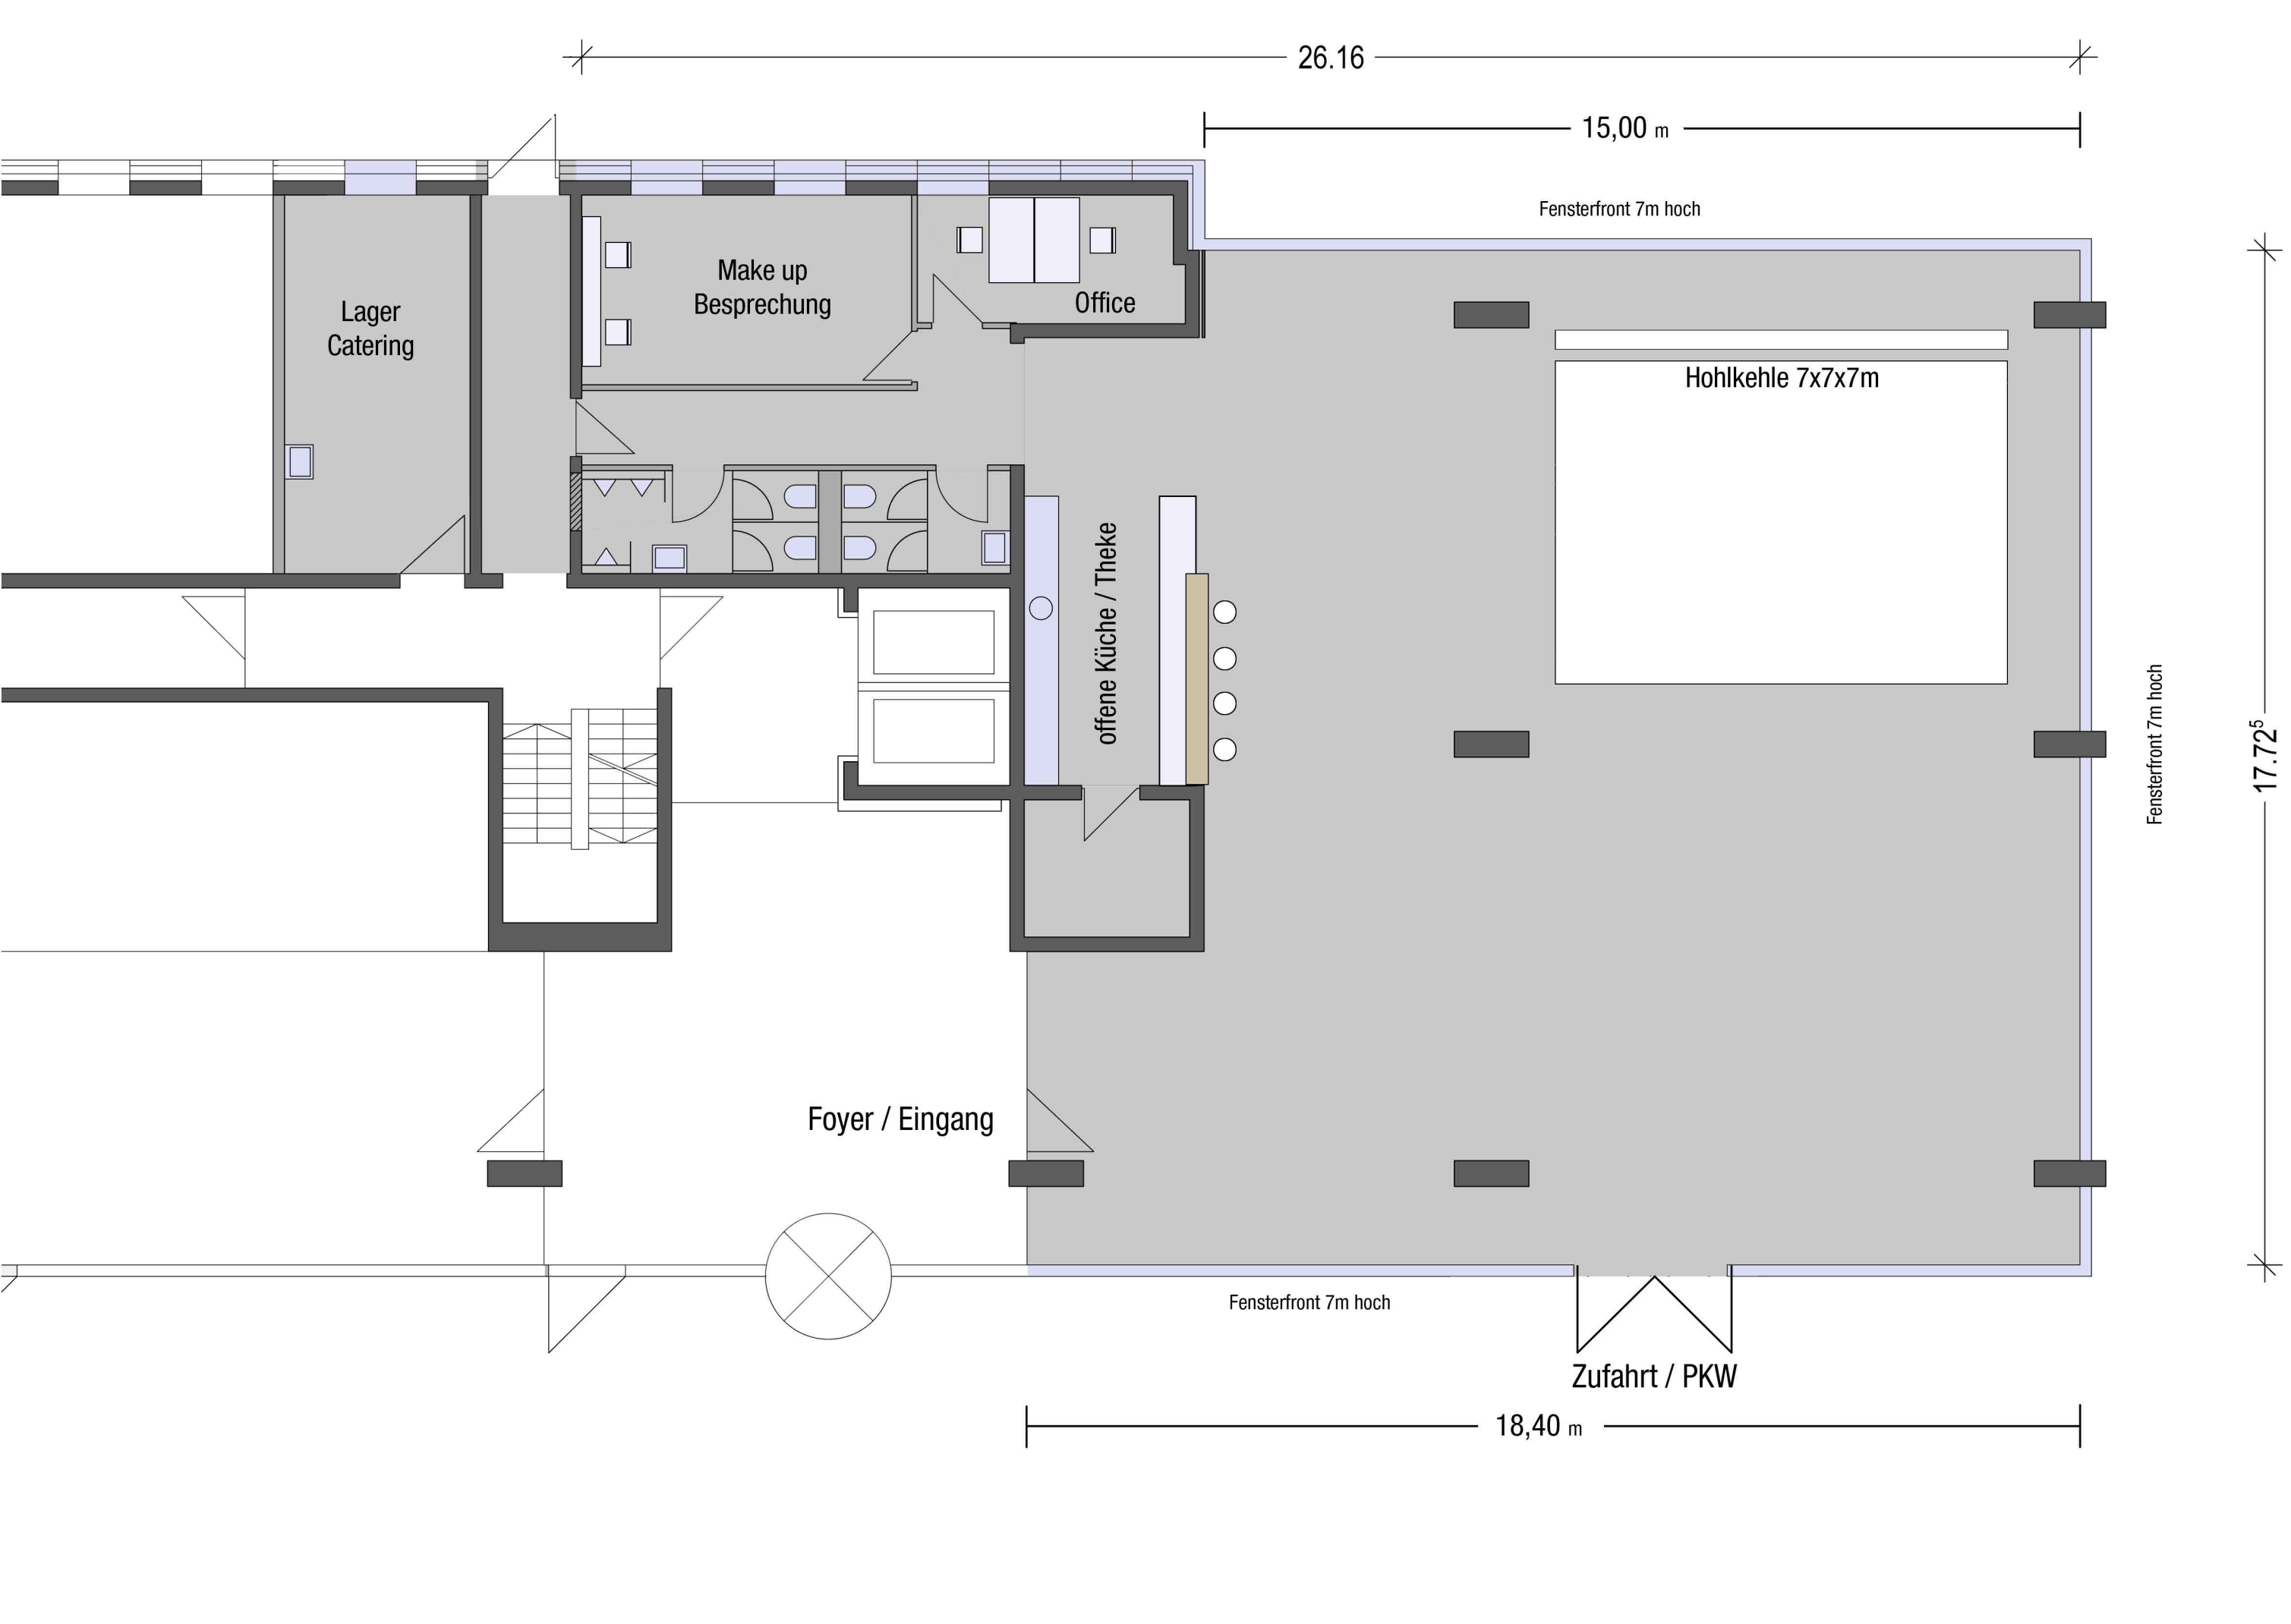 26.16
15,00 m
Fensterfront 7m hoch
Make up
Besprechung
Office
Lager
Catering
Hohlkehle 7x7x7m
offene Küche / Theke
Fensterfront 7m hoch
17.72⁵
Foyer / Eingang
Fensterfront 7m hoch
Zufahrt / PKW
18,40 m